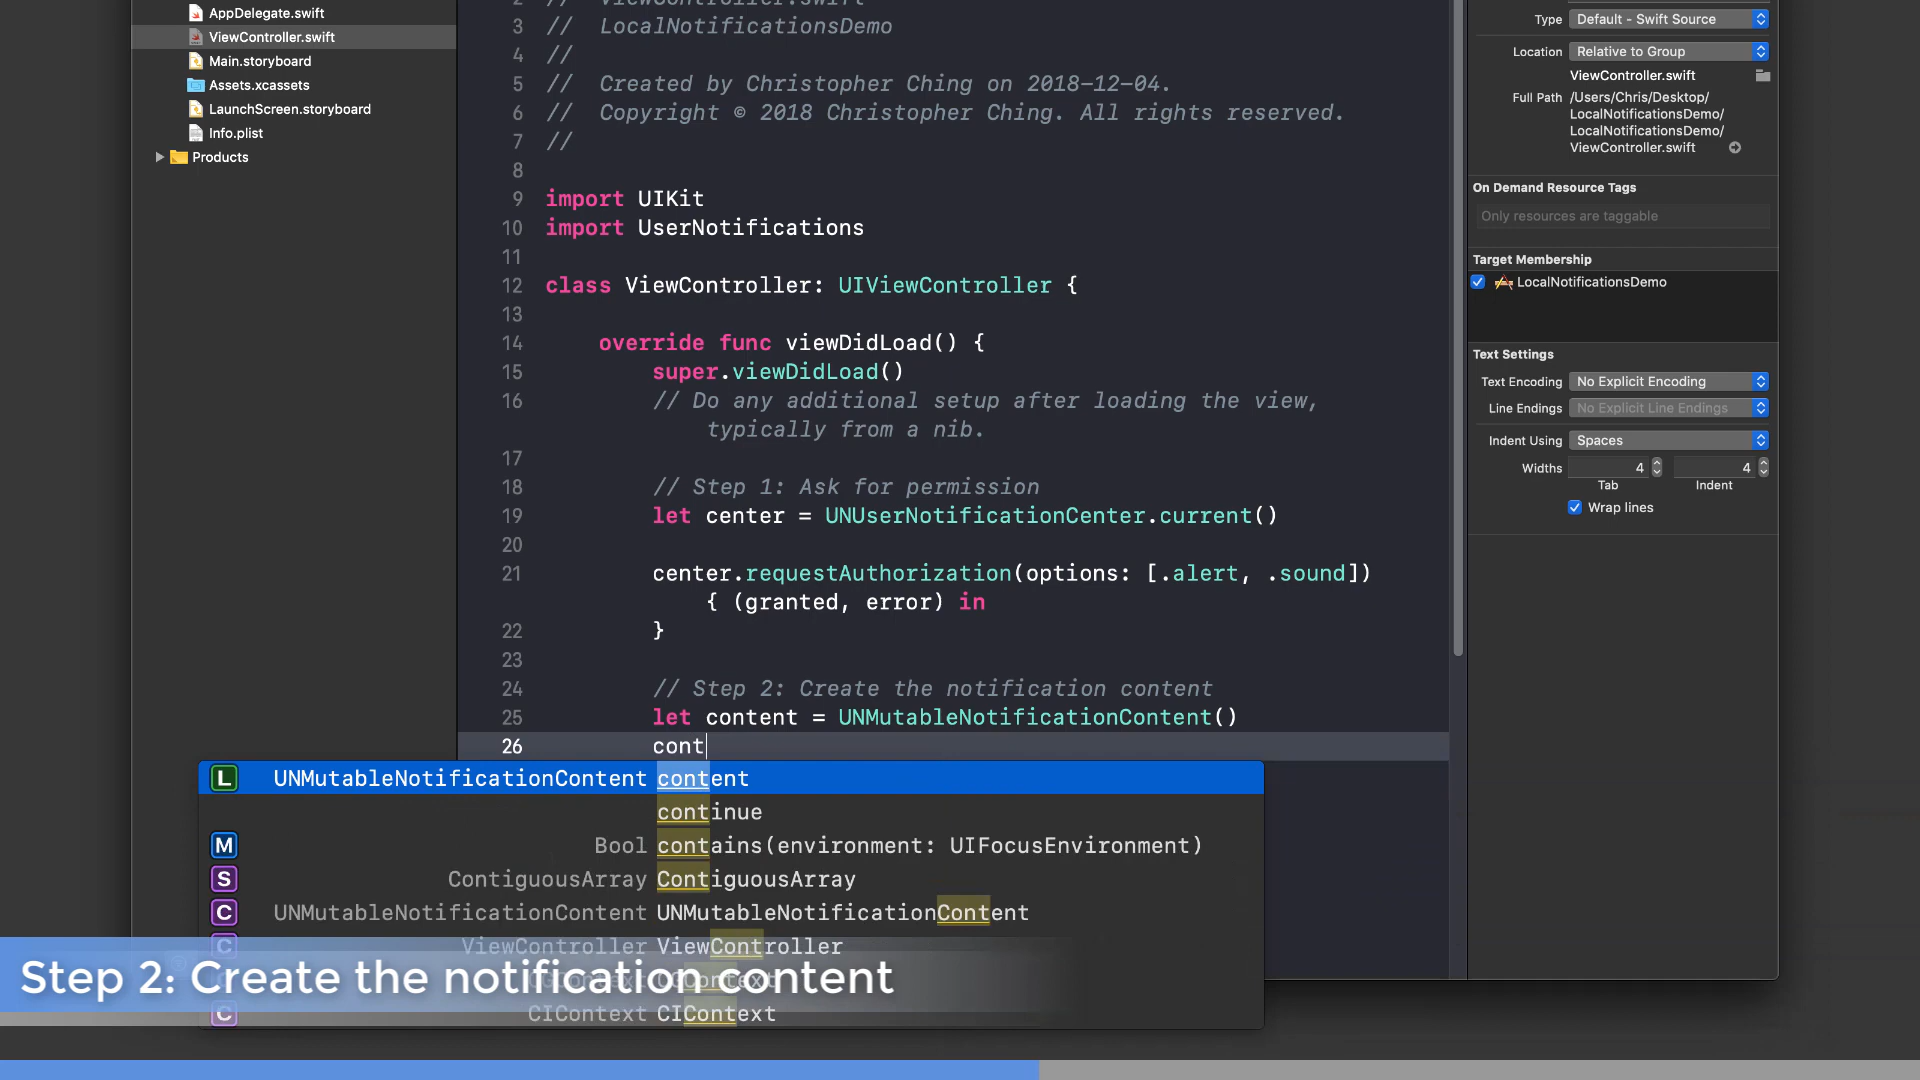 AppDelegate.swift
ViewController.swift
Main.storyboard
Assets.xcassets
LaunchScreen.storyboard
Info.plist
Products
2 // ViewController.swift
3 // LocalNotificationsDemo
4 //
5 // Created by Christopher Ching on 2018-12-04.
6 // Copyright © 2018 Christopher Ching. All rights reserved.
7 //
8
9 import UIKit
10 import UserNotifications
11
12 class ViewController: UIViewController {
13
14 override func viewDidLoad() {
15 super.viewDidLoad()
16 // Do any additional setup after loading the view,
typically from a nib.
17
18 // Step 1: Ask for permission
19 let center = UNUserNotificationCenter.current()
20
21 center.requestAuthorization(options: [.alert, .sound])
{ (granted, error) in
22 }
23
24 // Step 2: Create the notification content
25 let content = UNMutableNotificationContent()
26 cont
L UNMutableNotificationContent content
continue
M Bool contains(environment: UIFocusEnvironment)
S ContiguousArray ContiguousArray
C UNMutableNotificationContent UNMutableNotificationContent
C ViewController ViewController
CGContext CGContext
C CIContext CIContext
Step 2: Create the notification content
Type Default - Swift Source
Location Relative to Group
ViewController.swift
Full Path /Users/Chris/Desktop/
LocalNotificationsDemo/
LocalNotificationsDemo/
ViewController.swift
On Demand Resource Tags
Only resources are taggable
Target Membership
LocalNotificationsDemo
Text Settings
Text Encoding No Explicit Encoding
Line Endings No Explicit Line Endings
Indent Using Spaces
Widths 4 4
Tab Indent
Wrap lines